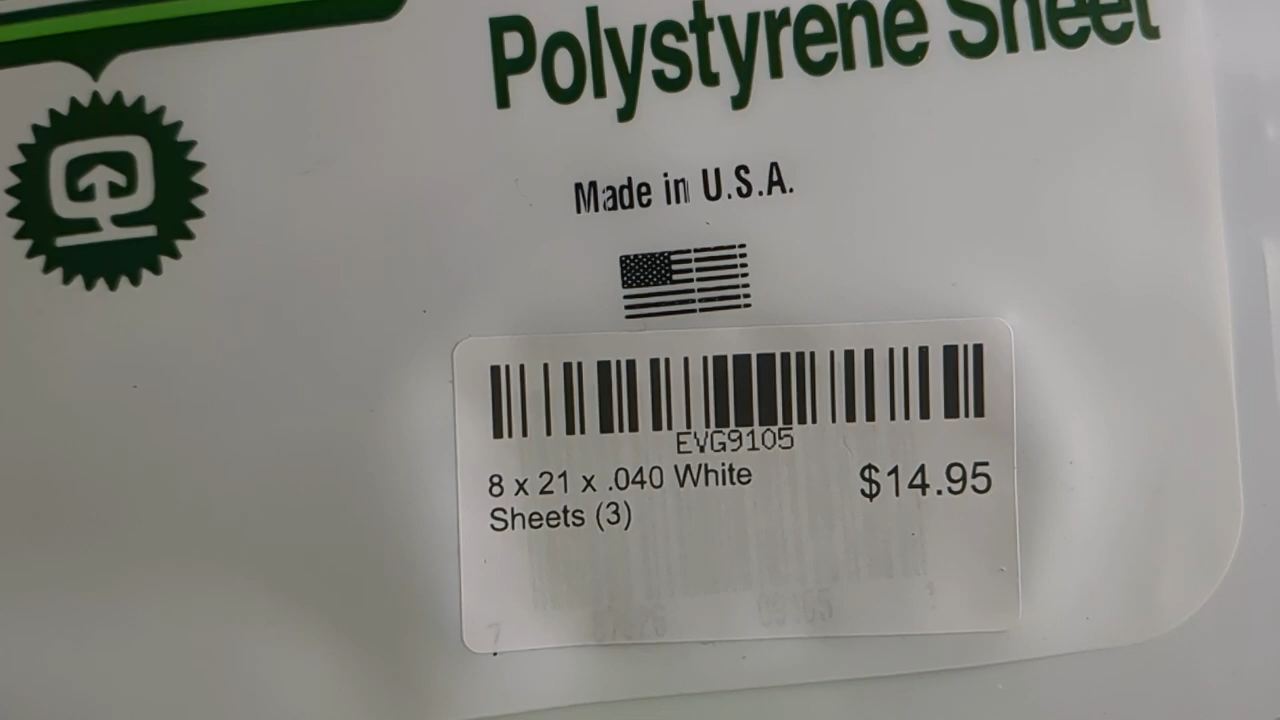 Polystyrene Sheet
Made in U.S.A.
EVG9105
8 x 21 x .040 White
Sheets (3)
$14.95